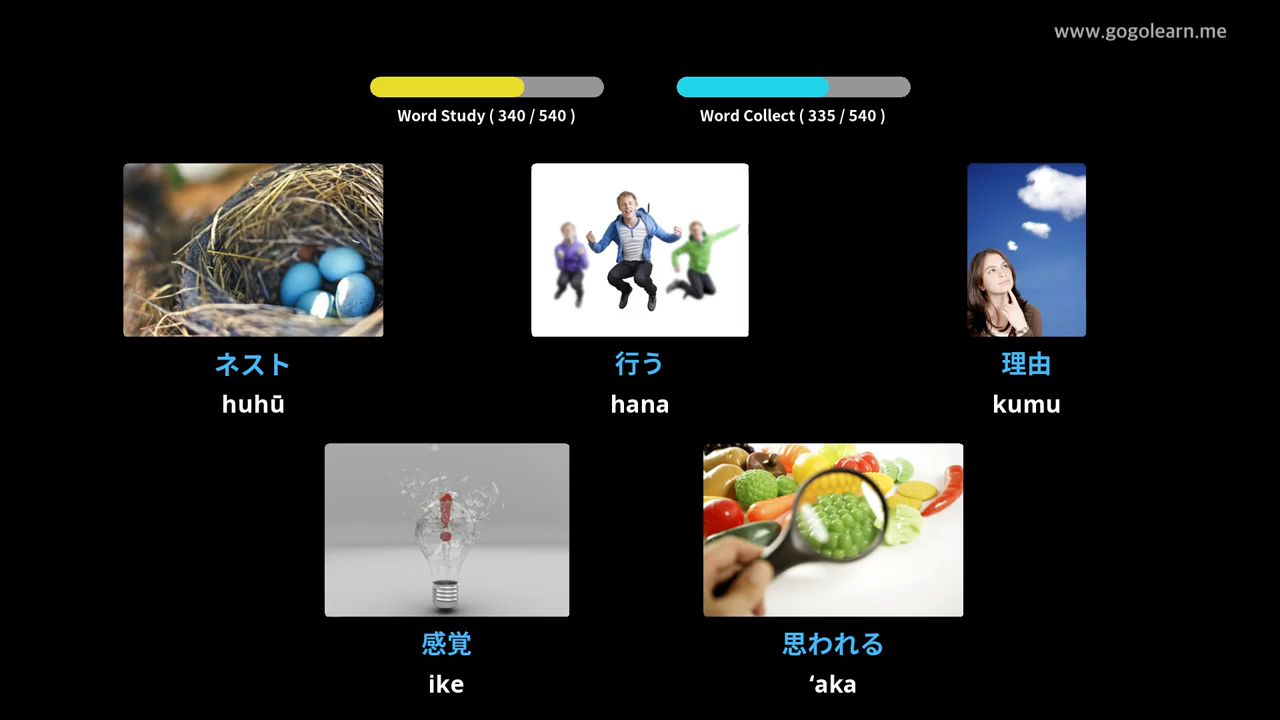 www.gogolearn.me
Word Study ( 340 / 540 )
Word Collect ( 335 / 540 )
ネスト
huhū
行う
hana
理由
kumu
感覚
ike
思われる
‘aka